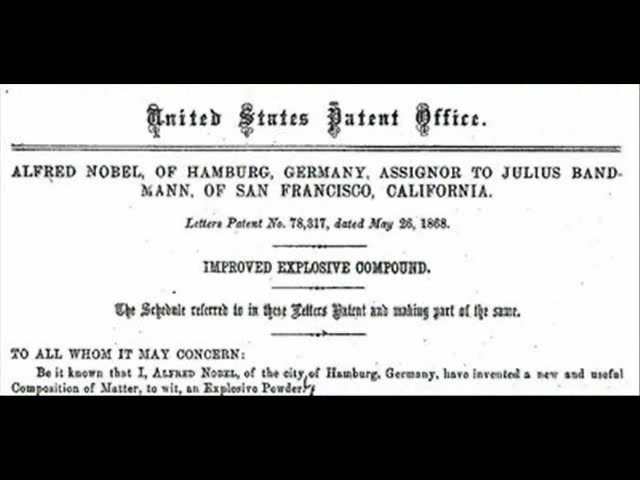 United States Patent Office.
ALFRED NOBEL, OF HAMBURG, GERMANY, ASSIGNOR TO JULIUS BAND-
MANN, OF SAN FRANCISCO, CALIFORNIA.
Letters Patent No. 78,317, dated May 26, 1868.
IMPROVED EXPLOSIVE COMPOUND.
The Schedule referred to in these Letters Patent and making part of the same.
TO ALL WHOM IT MAY CONCERN:
Be it known that I, ALFRED NOBEL, of the city of Hamburg, Germany, have invented a new and useful
Composition of Matter, to wit, an Explosive Powder;